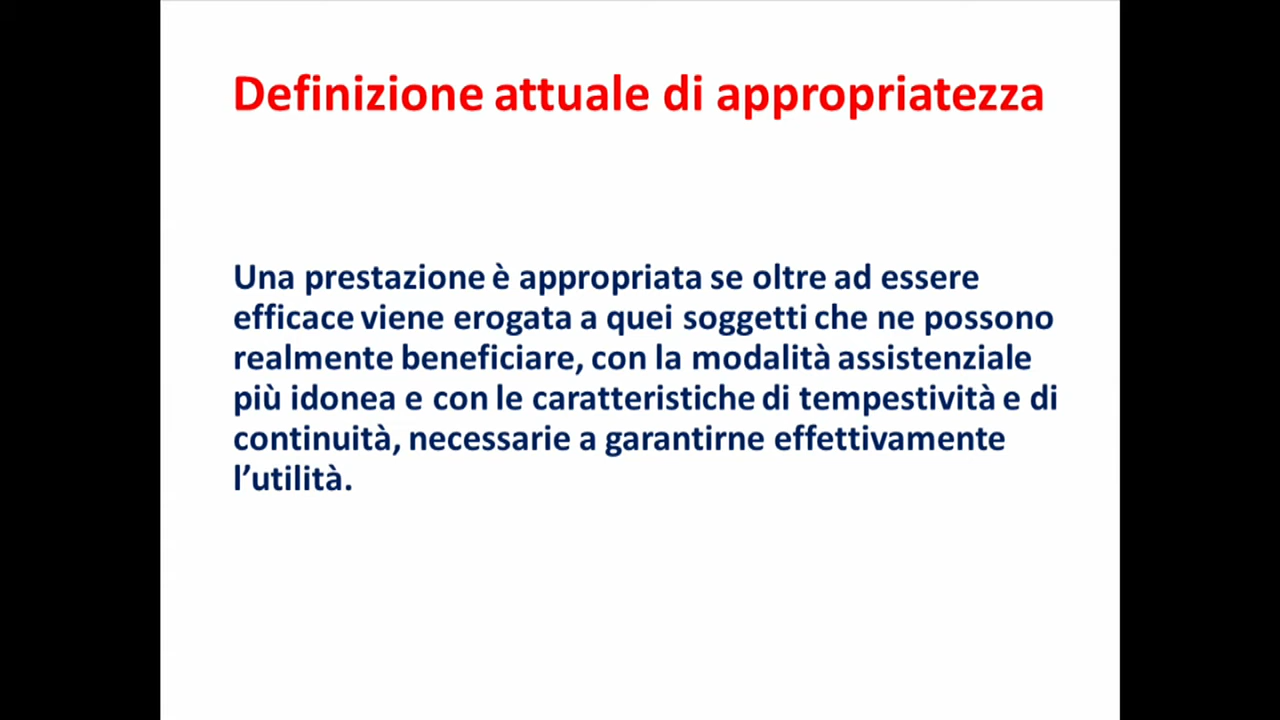 Definizione attuale di appropriatezza
Una prestazione è appropriata se oltre ad essere
efficace viene erogata a quei soggetti che ne possono
realmente beneficiare, con la modalità assistenziale
più idonea e con le caratteristiche di tempestività e di
continuità, necessarie a garantirne effettivamente
l’utilità.